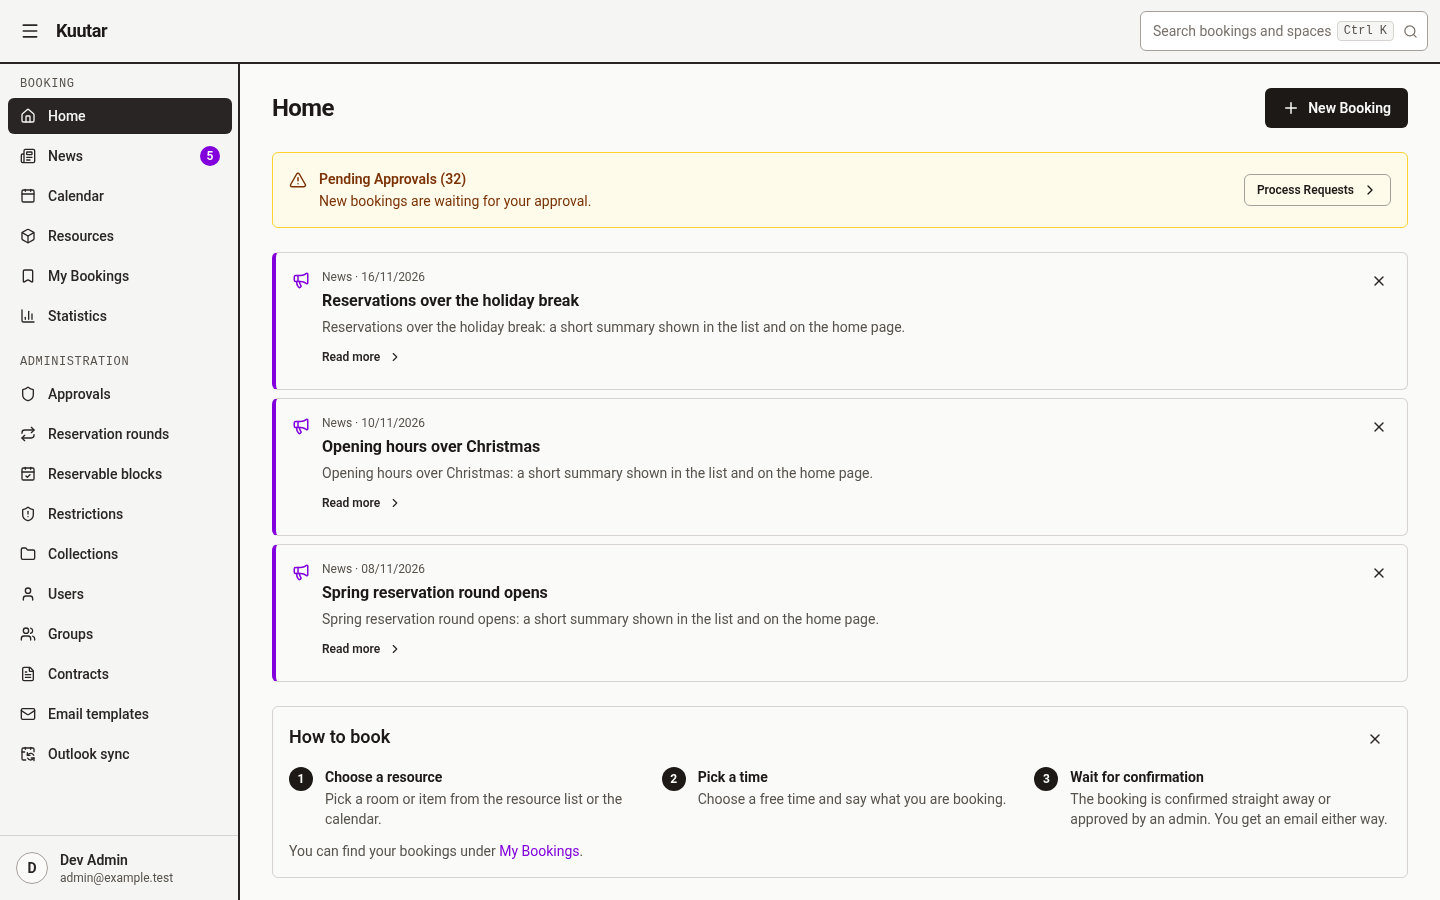 Kuutar
Search bookings and spaces Ctrl K
BOOKING
Home
News 5
Calendar
Resources
My Bookings
Statistics
ADMINISTRATION
Approvals
Reservation rounds
Reservable blocks
Restrictions
Collections
Users
Groups
Contracts
Email templates
Outlook sync
D
Dev Admin
admin@example.test
Home
New Booking
Pending Approvals (32)
New bookings are waiting for your approval.
Process Requests
News · 16/11/2026
Reservations over the holiday break
Reservations over the holiday break: a short summary shown in the list and on the home page.
Read more
News · 10/11/2026
Opening hours over Christmas
Opening hours over Christmas: a short summary shown in the list and on the home page.
Read more
News · 08/11/2026
Spring reservation round opens
Spring reservation round opens: a short summary shown in the list and on the home page.
Read more
How to book
1 Choose a resource
Pick a room or item from the resource list or the
calendar.
2 Pick a time
Choose a free time and say what you are booking.
3 Wait for confirmation
The booking is confirmed straight away or
approved by an admin. You get an email either way.
You can find your bookings under My Bookings.